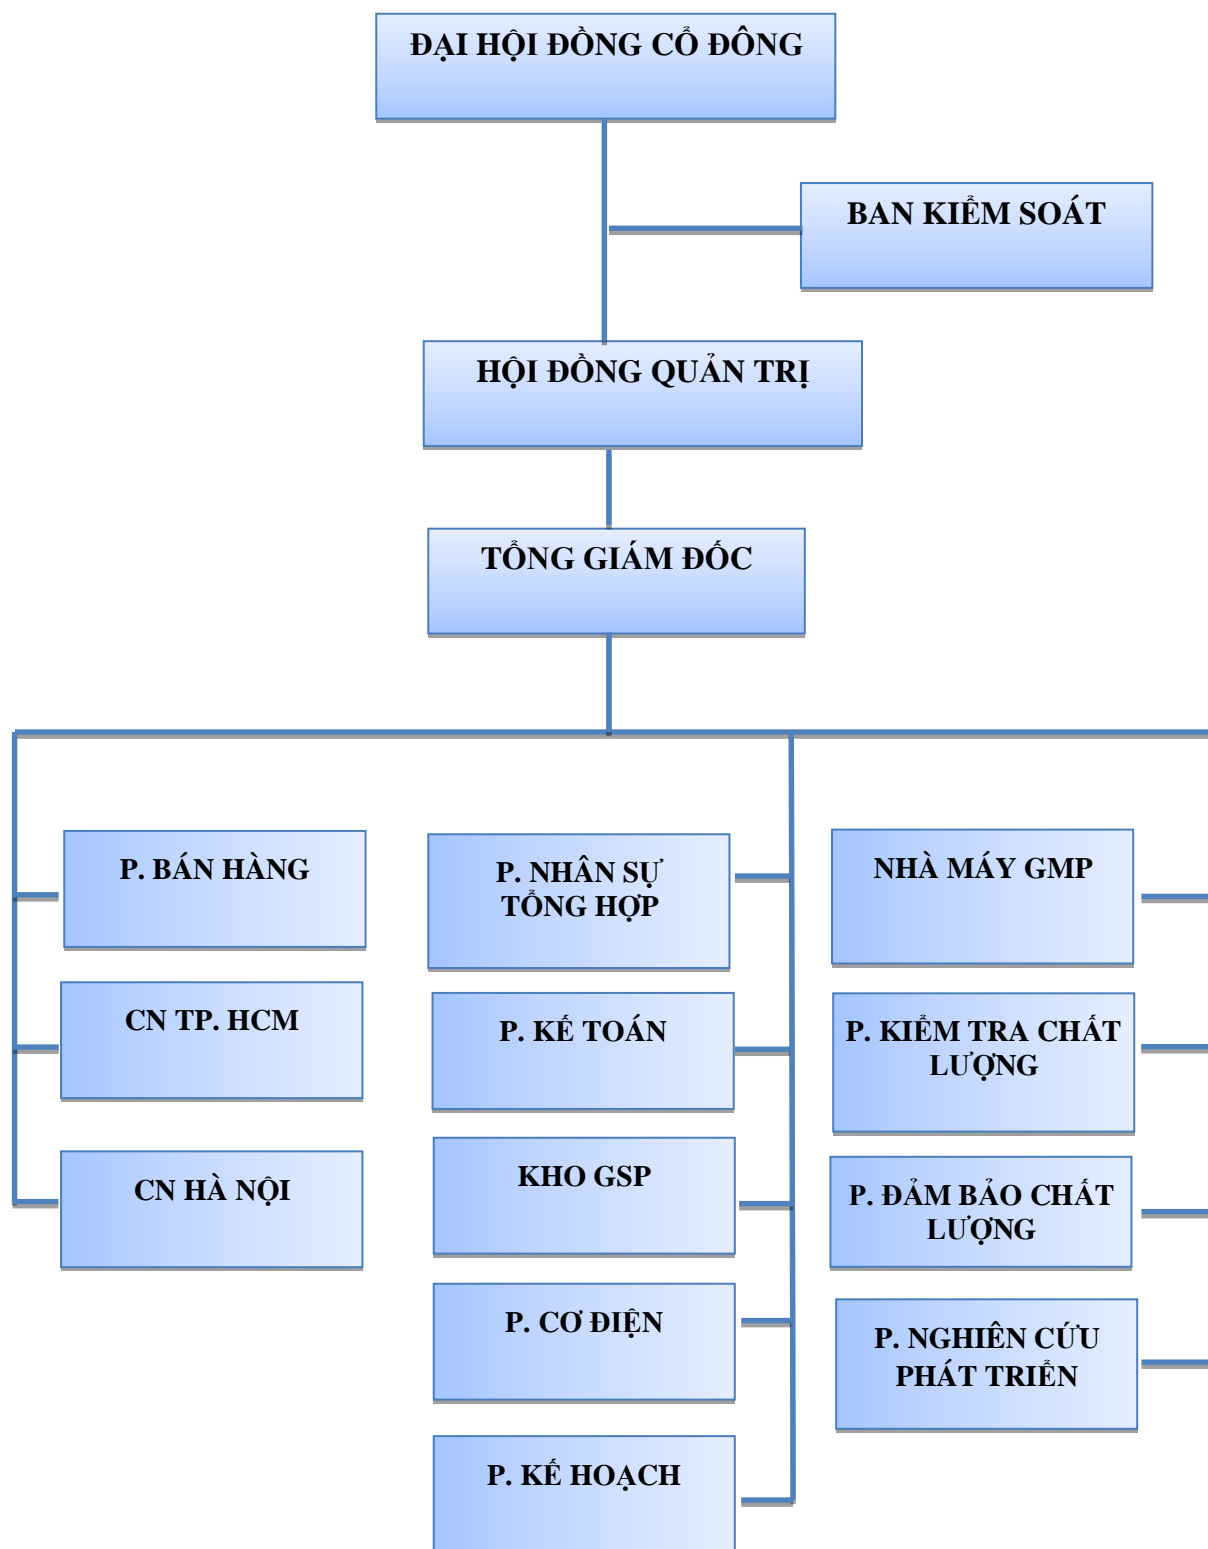 ĐẠI HỘI ĐỒNG CỔ ĐÔNG
BAN KIỂM SOÁT
HỘI ĐỒNG QUẢN TRỊ
TỔNG GIÁM ĐỐC
P. BÁN HÀNG
CN TP. HCM
CN HÀ NỘI
P. NHÂN SỰ
TỔNG HỢP
P. KẾ TOÁN
KHO GSP
P. CƠ ĐIỆN
P. KẾ HOẠCH
NHÀ MÁY GMP
P. KIỂM TRA CHẤT
LƯỢNG
P. ĐẢM BẢO CHẤT
LƯỢNG
P. NGHIÊN CỨU
PHÁT TRIỂN